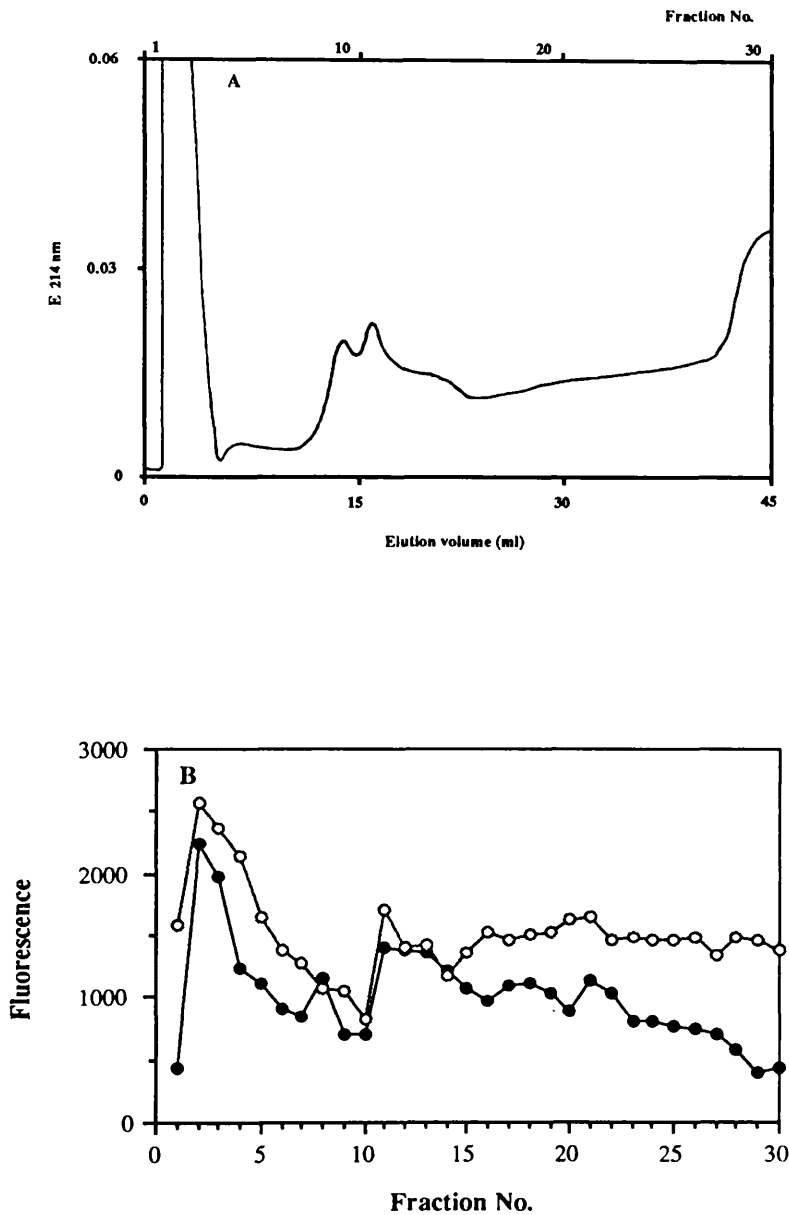 Fraction No.
1 10 20 30
0.06
A
0.03
E 214 nm
0
0 15 30 45
Elution volume (ml)
3000
B
2000
Fluorescence
1000
0
0 5 10 15 20 25 30
Fraction No.